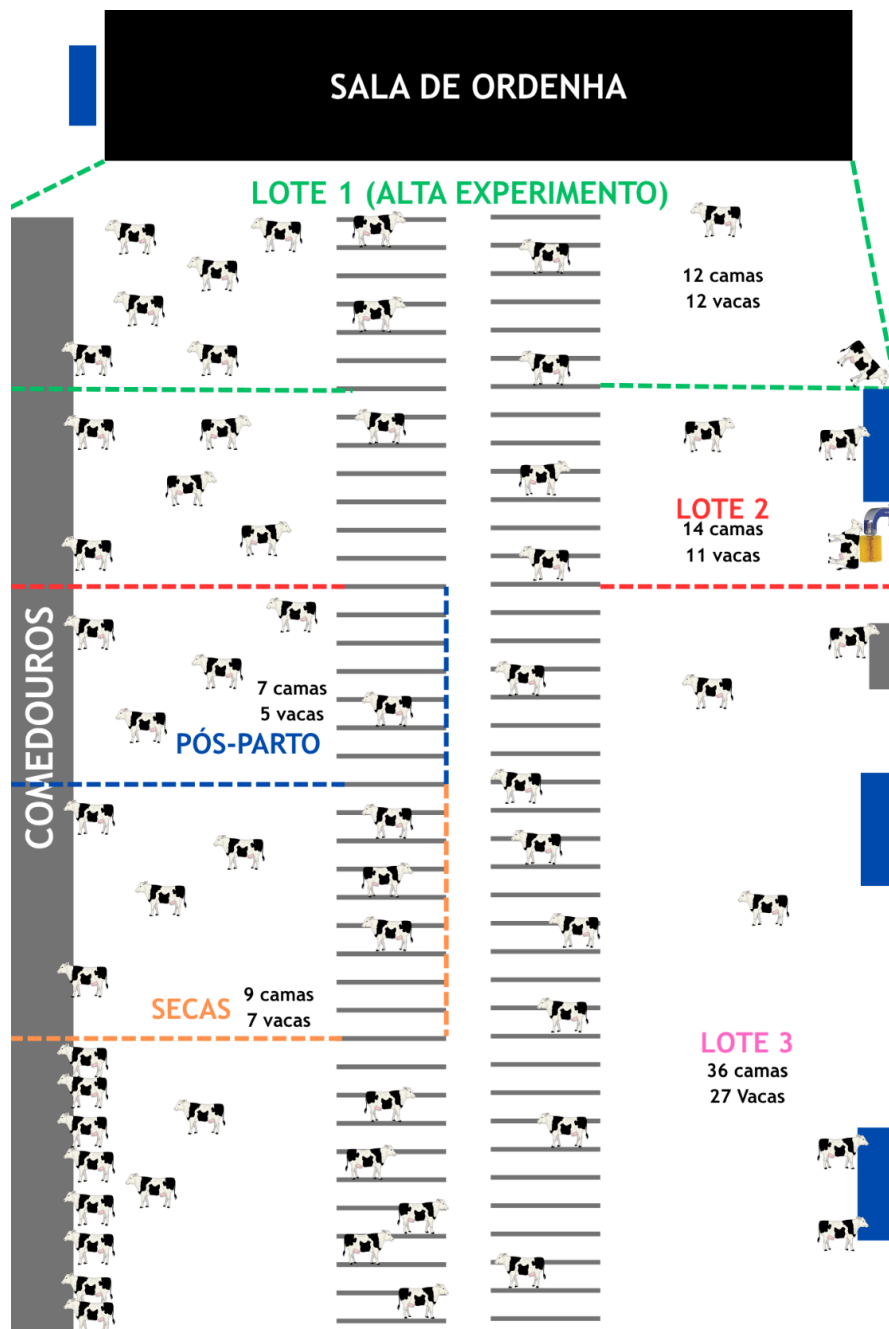 SALA DE ORDENHA
LOTE 1 (ALTA EXPERIMENTO)
12 camas
12 vacas
LOTE 2
14 camas
11 vacas
COMEDOUROS
7 camas
5 vacas
PÓS-PARTO
SECAS
9 camas
7 vacas
LOTE 3
36 camas
27 Vacas